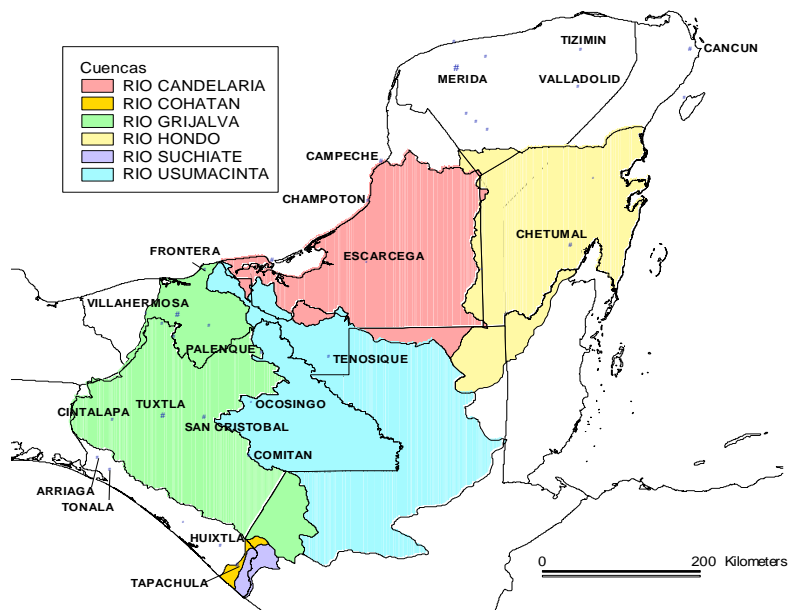 TIZIMIN
CANCUN
MERIDA
VALLADOLID
Cuencas
RIO CANDELARIA
RIO COHATAN
RIO GRIJALVA
RIO HONDO
RIO SUCHIATE
RIO USUMACINTA
CAMPECHE
CHAMPOTON
CHETUMAL
FRONTERA
ESCARCEGA
VILLAHERMOSA
PALENQUE
TENOSIQUE
CINTALAPA
TUXTLA
OCOSINGO
SAN CRISTOBAL
COMITAN
ARRIAGA
TONALA
HUIXTLA
TAPACHULA
0 200 Kilometers